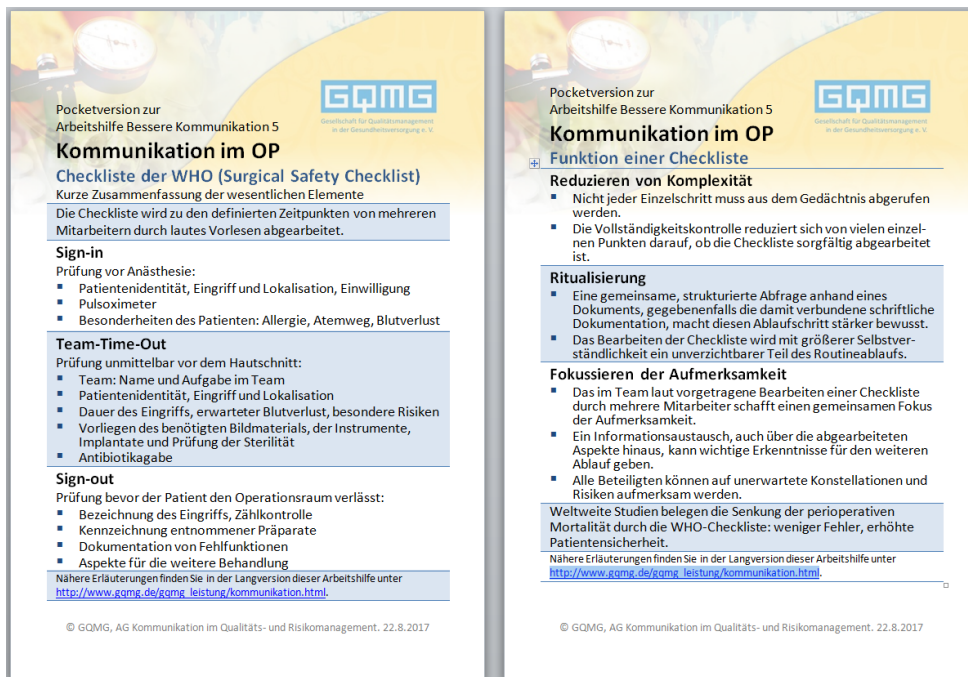 Pocketversion zur
Arbeitshilfe Bessere Kommunikation 5
GQMG
Gesellschaft für Qualitätsmanagement
in der Gesundheitsversorgung e. V.
Kommunikation im OP
Checkliste der WHO (Surgical Safety Checklist)
Kurze Zusammenfassung der wesentlichen Elemente
Die Checkliste wird zu den definierten Zeitpunkten von mehreren
Mitarbeitern durch lautes Vorlesen abgearbeitet.
Sign-in
Prüfung vor Anästhesie:
▪ Patientenidentität, Eingriff und Lokalisation, Einwilligung
▪ Pulsoximeter
▪ Besonderheiten des Patienten: Allergie, Atemweg, Blutverlust
Team-Time-Out
Prüfung unmittelbar vor dem Hautschnitt:
▪ Team: Name und Aufgabe im Team
▪ Patientenidentität, Eingriff und Lokalisation
▪ Dauer des Eingriffs, erwarteter Blutverlust, besondere Risiken
▪ Vorliegen des benötigten Bildmaterials, der Instrumente,
Implantate und Prüfung der Sterilität
▪ Antibiotikagabe
Sign-out
Prüfung bevor der Patient den Operationsraum verlässt:
▪ Bezeichnung des Eingriffs, Zählkontrolle
▪ Kennzeichnung entnommener Präparate
▪ Dokumentation von Fehlfunktionen
▪ Aspekte für die weitere Behandlung
Nähere Erläuterungen finden Sie in der Langversion dieser Arbeitshilfe unter
http://www.gqmg.de/gqmg_leistung/kommunikation.html.
© GQMG, AG Kommunikation im Qualitäts- und Risikomanagement. 22.8.2017
Pocketversion zur
Arbeitshilfe Bessere Kommunikation 5
GQMG
Gesellschaft für Qualitätsmanagement
in der Gesundheitsversorgung e. V.
Kommunikation im OP
Funktion einer Checkliste
Reduzieren von Komplexität
▪ Nicht jeder Einzelschritt muss aus dem Gedächtnis abgerufen
werden.
▪ Die Vollständigkeitskontrolle reduziert sich von vielen einzel-
nen Punkten darauf, ob die Checkliste sorgfältig abgearbeitet
ist.
Ritualisierung
▪ Eine gemeinsame, strukturierte Abfrage anhand eines
Dokuments, gegebenenfalls die damit verbundene schriftliche
Dokumentation, macht diesen Ablaufschritt stärker bewusst.
▪ Das Bearbeiten der Checkliste wird mit größerer Selbstver-
ständlichkeit ein unverzichtbarer Teil des Routineablaufs.
Fokussieren der Aufmerksamkeit
▪ Das im Team laut vorgetragene Bearbeiten einer Checkliste
durch mehrere Mitarbeiter schafft einen gemeinsamen Fokus
der Aufmerksamkeit.
▪ Ein Informationsaustausch, auch über die abgearbeiteten
Aspekte hinaus, kann wichtige Erkenntnisse für den weiteren
Ablauf geben.
▪ Alle Beteiligten können auf unerwartete Konstellationen und
Risiken aufmerksam werden.
Weltweite Studien belegen die Senkung der perioperativen
Mortalität durch die WHO-Checkliste: weniger Fehler, erhöhte
Patientensicherheit.
Nähere Erläuterungen finden Sie in der Langversion dieser Arbeitshilfe unter
http://www.gqmg.de/gqmg_leistung/kommunikation.html.
© GQMG, AG Kommunikation im Qualitäts- und Risikomanagement. 22.8.2017